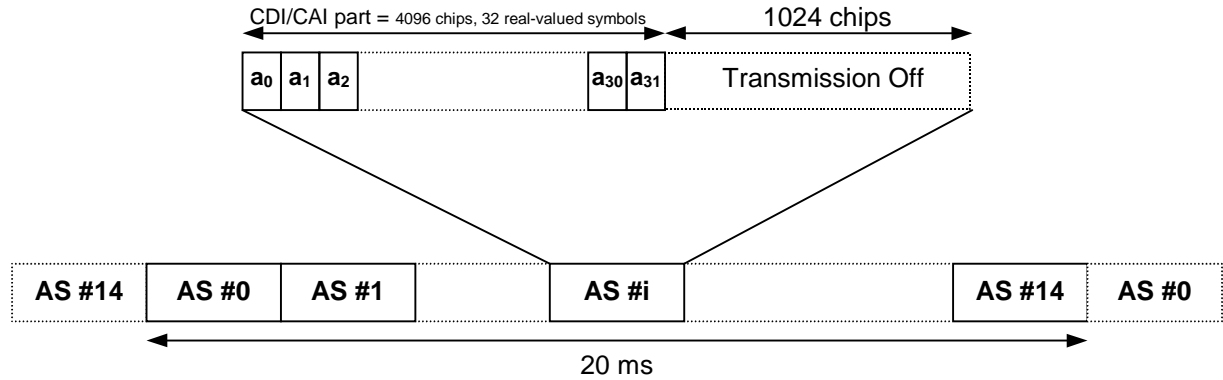 CDI/CAI part = 4096 chips, 32 real-valued symbols
1024 chips
a0 a1 a2 a30 a31 Transmission Off
AS #14 AS #0 AS #1 AS #i AS #14 AS #0
20 ms